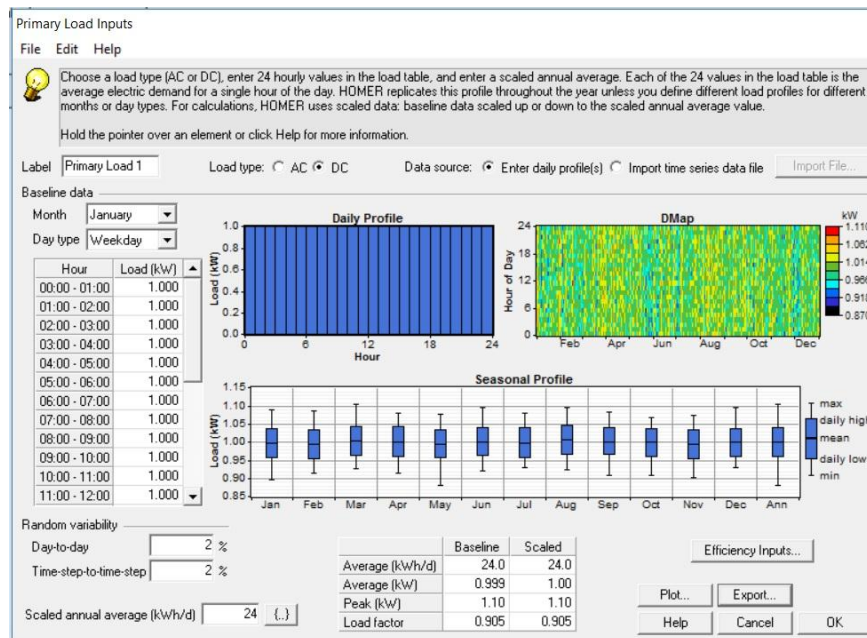 Primary Load Inputs
File Edit Help
Choose a load type (AC or DC), enter 24 hourly values in the load table, and enter a scaled annual average. Each of the 24 values in the load table is the
average electric demand for a single hour of the day. HOMER replicates this profile throughout the year unless you define different load profiles for different
months or day types. For calculations, HOMER uses scaled data: baseline data scaled up or down to the scaled annual average value.
Hold the pointer over an element or click Help for more information.
Label Primary Load 1 Load type: AC DC Data source: Enter daily profile(s) Import time series data file Import File...
Baseline data
Month January
Day type Weekday
Hour Load (kW)
00:00 - 01:00 1.000
01:00 - 02:00 1.000
02:00 - 03:00 1.000
03:00 - 04:00 1.000
04:00 - 05:00 1.000
05:00 - 06:00 1.000
06:00 - 07:00 1.000
07:00 - 08:00 1.000
08:00 - 09:00 1.000
09:00 - 10:00 1.000
10:00 - 11:00 1.000
11:00 - 12:00 1.000
Daily Profile
Load (kW)
1.0
0.8
0.6
0.4
0.2
0.0
0 6 12 18 24
Hour
DMap
Hour of Day
24
18
12
6
0
Feb Apr Jun Aug Oct Dec
kW
1.110
1.062
1.014
0.966
0.918
0.870
Seasonal Profile
Load (kW)
1.15
1.10
1.05
1.00
0.95
0.90
0.85
Jan Feb Mar Apr May Jun Jul Aug Sep Oct Nov Dec Ann
max
daily high
mean
daily low
min
Random variability
Day-to-day 2 %
Time-step-to-time-step 2 %
Scaled annual average (kWh/d) 24 {..}
Baseline Scaled
Average (kWh/d) 24.0 24.0
Average (kW) 0.999 1.00
Peak (kW) 1.10 1.10
Load factor 0.905 0.905
Efficiency Inputs...
Plot... Export...
Help Cancel OK